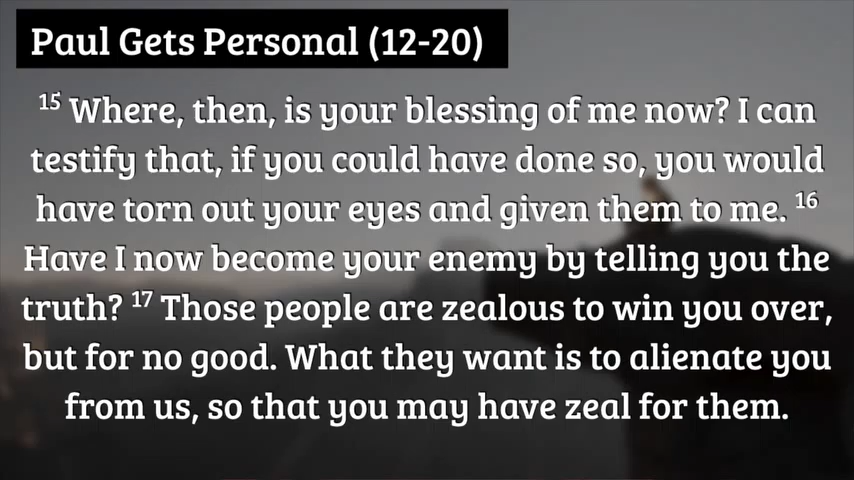 Paul Gets Personal (12-20)
15 Where, then, is your blessing of me now? I can
testify that, if you could have done so, you would
have torn out your eyes and given them to me. 16
Have I now become your enemy by telling you the
truth? 17 Those people are zealous to win you over,
but for no good. What they want is to alienate you
from us, so that you may have zeal for them.